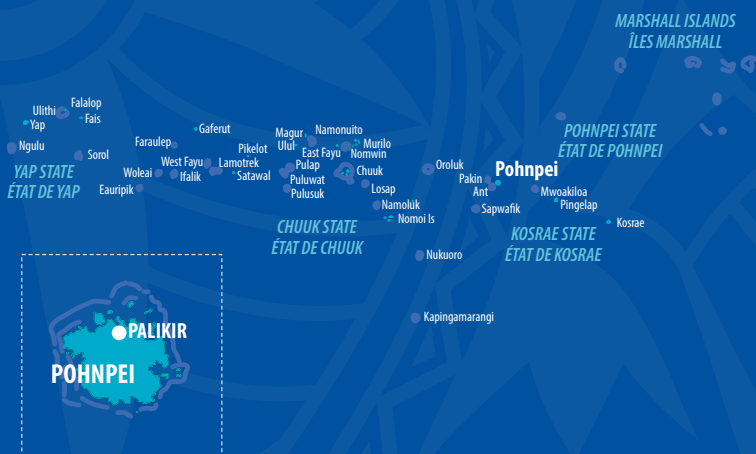 MARSHALL ISLANDS
ÎLES MARSHALL
Falalop
Ulithi
Fais
Yap
Gaferut
Magur
Namonuito
POHNPEI STATE
ÉTAT DE POHNPEI
Ngulu
Faraulep
Ulul
Murilo
Pikelot
East Fayu
Nomwin
Sorol
West Fayu
Lamotrek
Pulap
Oroluk
Pohnpei
YAP STATE
ÉTAT DE YAP
Woleai
Ifalik
Satawal
Chuuk
Puluwat
Pakin
Eauripik
Pulusuk
Losap
Ant
Mwoakiloa
Namoluk
Sapwafik
Pingelap
Nomoi Is
Kosrae
CHUUK STATE
ÉTAT DE CHUUK
KOSRAE STATE
ÉTAT DE KOSRAE
Nukuoro
Kapingamarangi
PALIKIR
POHNPEI